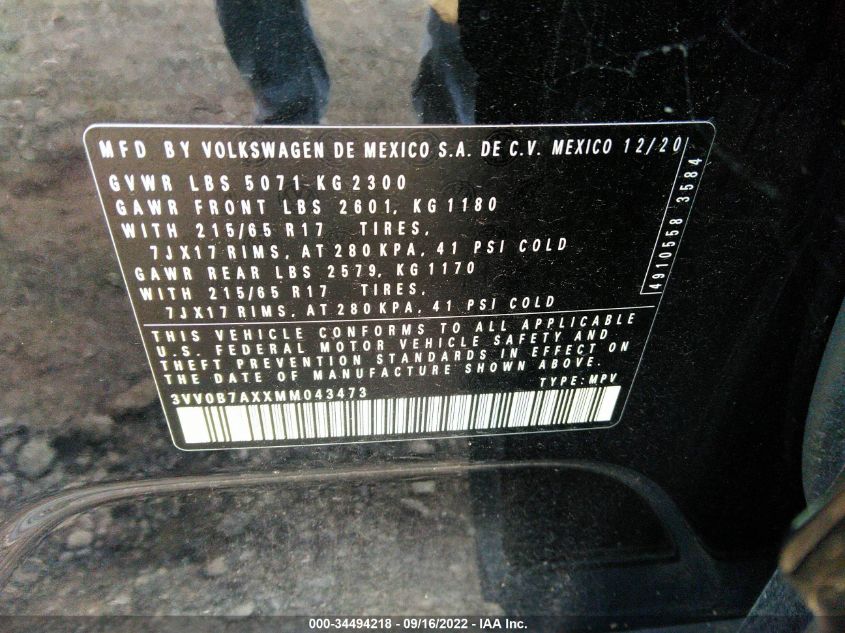 MFD BY VOLKSWAGEN DE MEXICO S.A. DE C.V. MEXICO 12/20
GVWR LBS 5071 KG 2300
GAWR FRONT LBS 2601, KG 1180
WITH 215/65 R17 TIRES,
7JX17 RIMS, AT 280 KPA, 41 PSI COLD
GAWR REAR LBS 2579, KG 1170
WITH 215/65 R17 TIRES,
7JX17 RIMS, AT 280 KPA, 41 PSI COLD
4910558 3584
THIS VEHICLE CONFORMS TO ALL APPLICABLE
U.S. FEDERAL MOTOR VEHICLE SAFETY AND
THEFT PREVENTION STANDARDS IN EFFECT ON
THE DATE OF MANUFACTURE SHOWN ABOVE.
3VV0B7AXXMM043473 TYPE: MPV
000-34494218 - 09/16/2022 - IAA Inc.